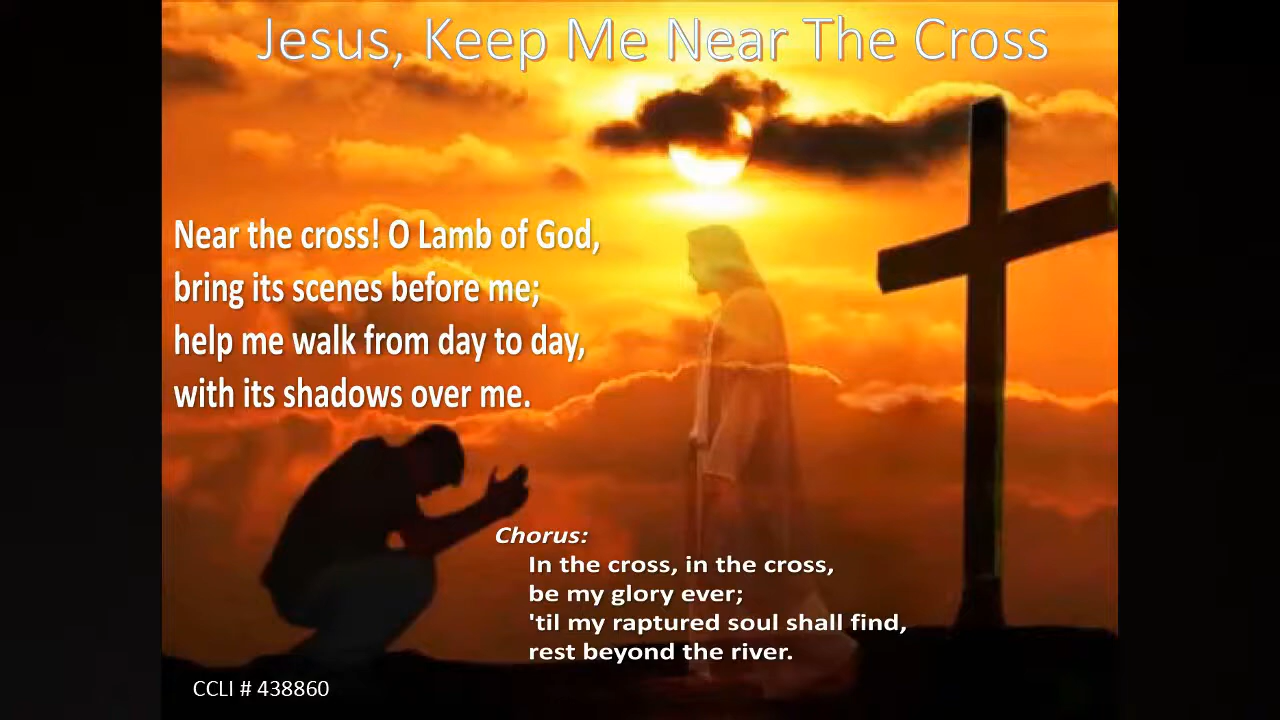 Jesus, Keep Me Near The Cross
Near the cross! O Lamb of God,
bring its scenes before me;
help me walk from day to day,
with its shadows over me.
Chorus:
In the cross, in the cross,
be my glory ever;
'til my raptured soul shall find,
rest beyond the river.
CCLI # 438860